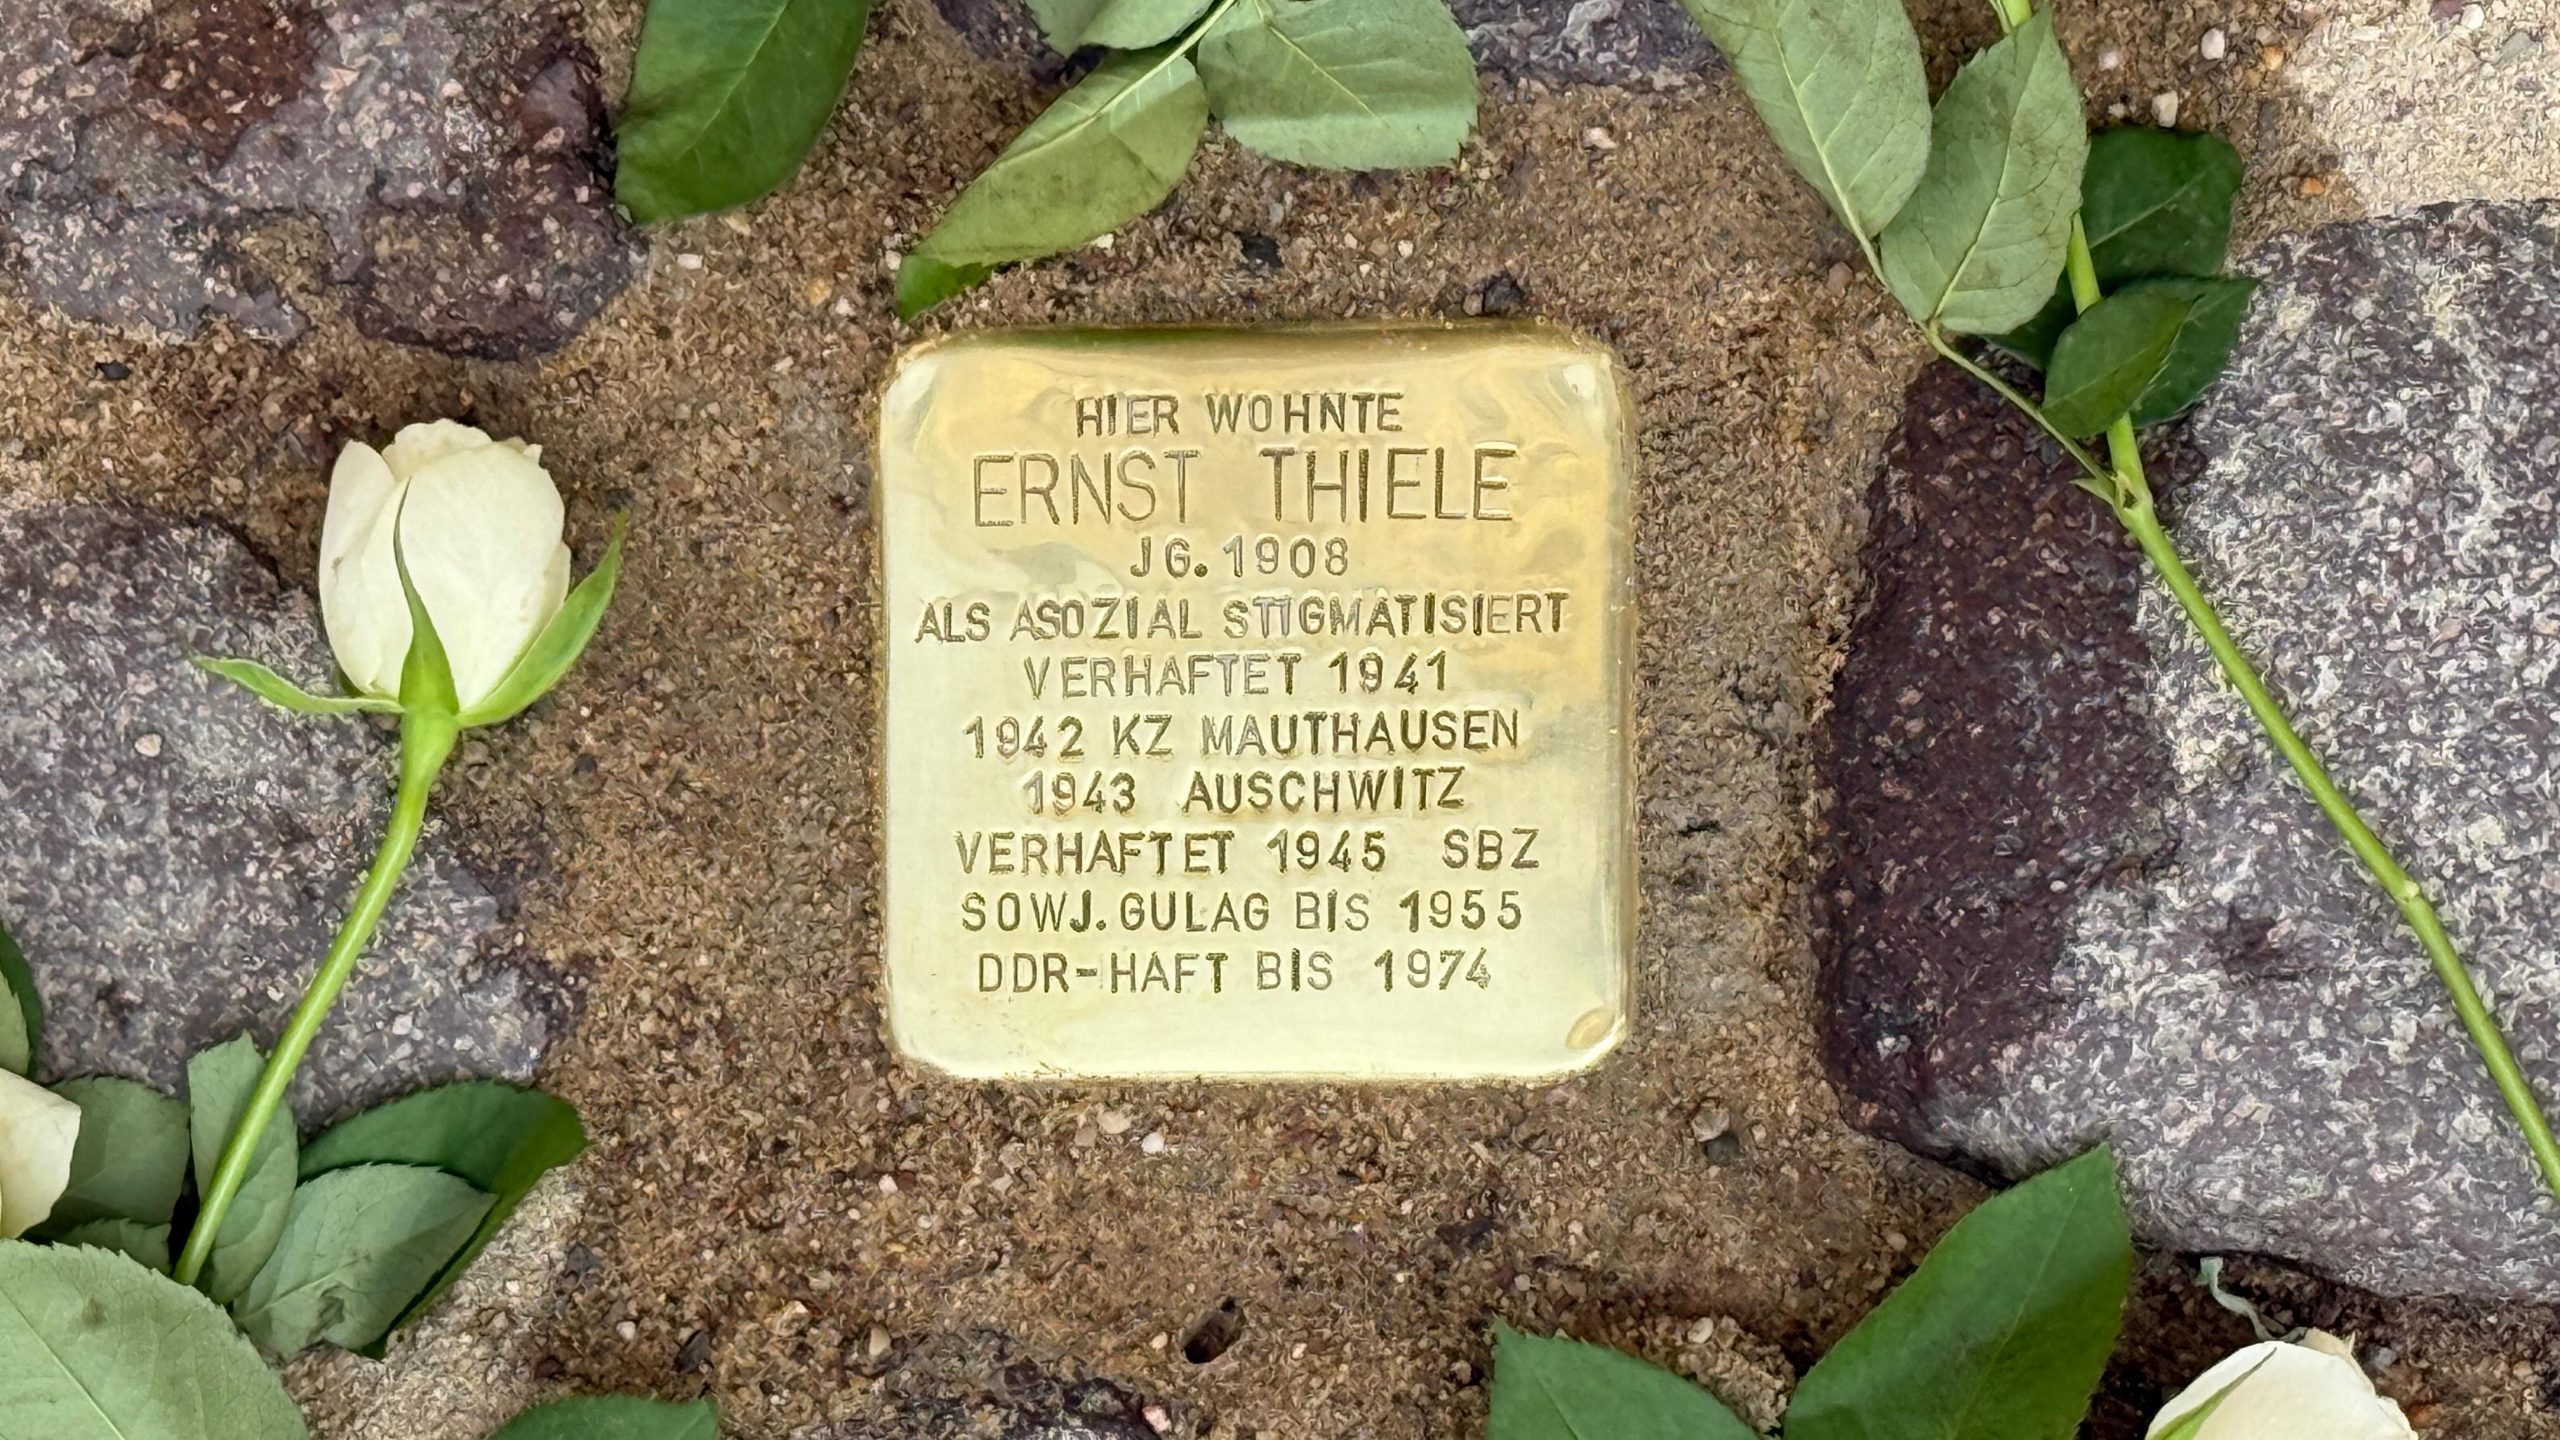 HIER WOHNTE
ERNST THIELE
JG. 1908
ALS ASOZIAL STIGMATISIERT
VERHAFTET 1941
1942 KZ MAUTHAUSEN
1943 AUSCHWITZ
VERHAFTET 1945 SBZ
SOWJ. GULAG BIS 1955
DDR-HAFT BIS 1974